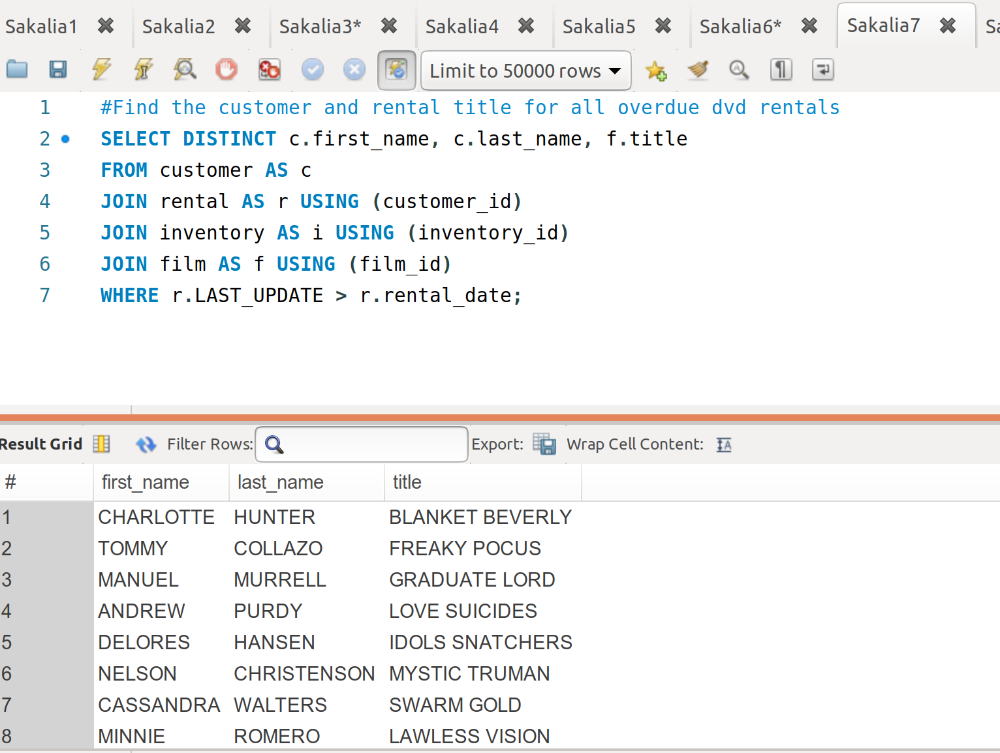 Sakalia1 Sakalia2 Sakalia3* Sakalia4 Sakalia5 Sakalia6* Sakalia7
Limit to 50000 rows
1 #Find the customer and rental title for all overdue dvd rentals
2 SELECT DISTINCT c.first_name, c.last_name, f.title
3 FROM customer AS c
4 JOIN rental AS r USING (customer_id)
5 JOIN inventory AS i USING (inventory_id)
6 JOIN film AS f USING (film_id)
7 WHERE r.LAST_UPDATE > r.rental_date;
Result Grid Filter Rows: Export: Wrap Cell Content:
# first_name last_name title
1 CHARLOTTE HUNTER BLANKET BEVERLY
2 TOMMY COLLAZO FREAKY POCUS
3 MANUEL MURRELL GRADUATE LORD
4 ANDREW PURDY LOVE SUICIDES
5 DELORES HANSEN IDOLS SNATCHERS
6 NELSON CHRISTENSON MYSTIC TRUMAN
7 CASSANDRA WALTERS SWARM GOLD
8 MINNIE ROMERO LAWLESS VISION